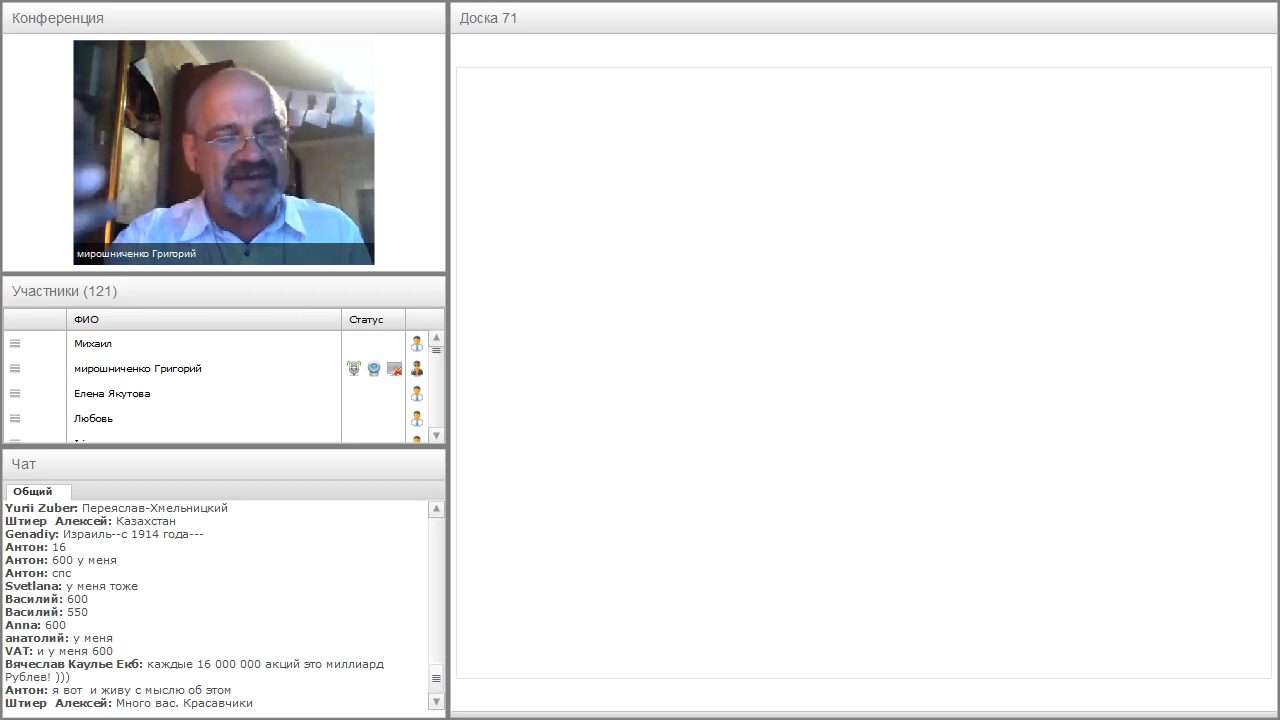 Конференция
Доска 71
мирошниченко Григорий
Участники (121)
ФИО
Статус
Михаил
мирошниченко Григорий
Елена Якутова
Любовь
Чат
Общий
Yurii Zuber: Переяслав-Хмельницкий
Штиер Алексей: Казахстан
Genadiy: Израиль--с 1914 года---
Антон: 16
Антон: 600 у меня
Антон: спс
Svetlana: у меня тоже
Василий: 600
Василий: 550
Anna: 600
анатолий: у меня
VAT: и у меня 600
Вячеслав Каулье Екб: каждые 16 000 000 акций это миллиард
Рублев! )))
Антон: я вот и живу с мыслю об этом
Штиер Алексей: Много вас Красавчики